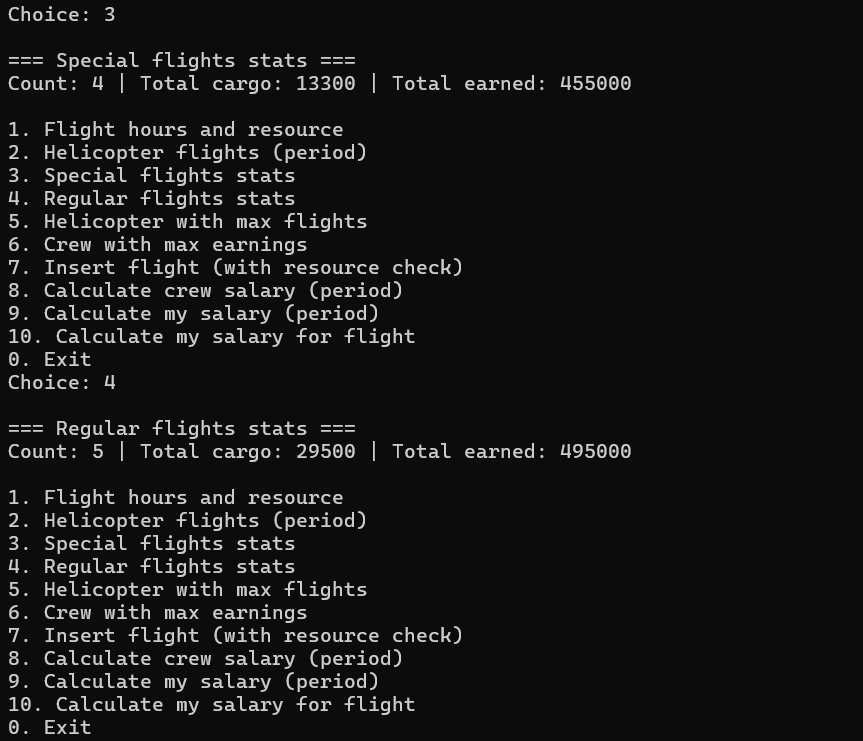 Choice: 3
=== Special flights stats ===
Count: 4 | Total cargo: 13300 | Total earned: 455000
1. Flight hours and resource
2. Helicopter flights (period)
3. Special flights stats
4. Regular flights stats
5. Helicopter with max flights
6. Crew with max earnings
7. Insert flight (with resource check)
8. Calculate crew salary (period)
9. Calculate my salary (period)
10. Calculate my salary for flight
0. Exit
Choice: 4
=== Regular flights stats ===
Count: 5 | Total cargo: 29500 | Total earned: 495000
1. Flight hours and resource
2. Helicopter flights (period)
3. Special flights stats
4. Regular flights stats
5. Helicopter with max flights
6. Crew with max earnings
7. Insert flight (with resource check)
8. Calculate crew salary (period)
9. Calculate my salary (period)
10. Calculate my salary for flight
0. Exit